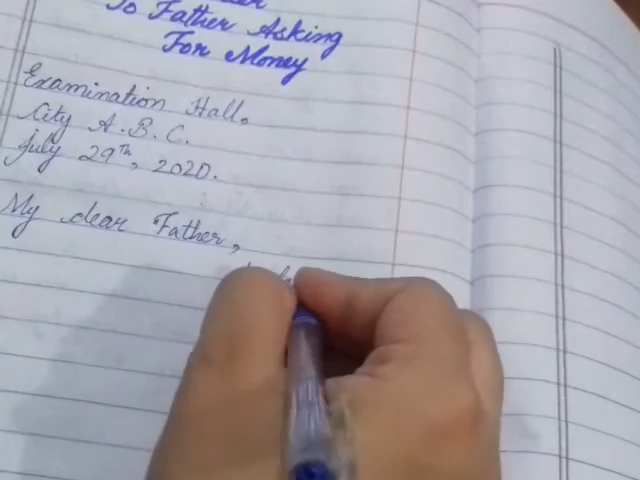 To Father Asking
For Money
Examination Hall,
City A.B.C.
July 29th, 2020.
My dear Father,